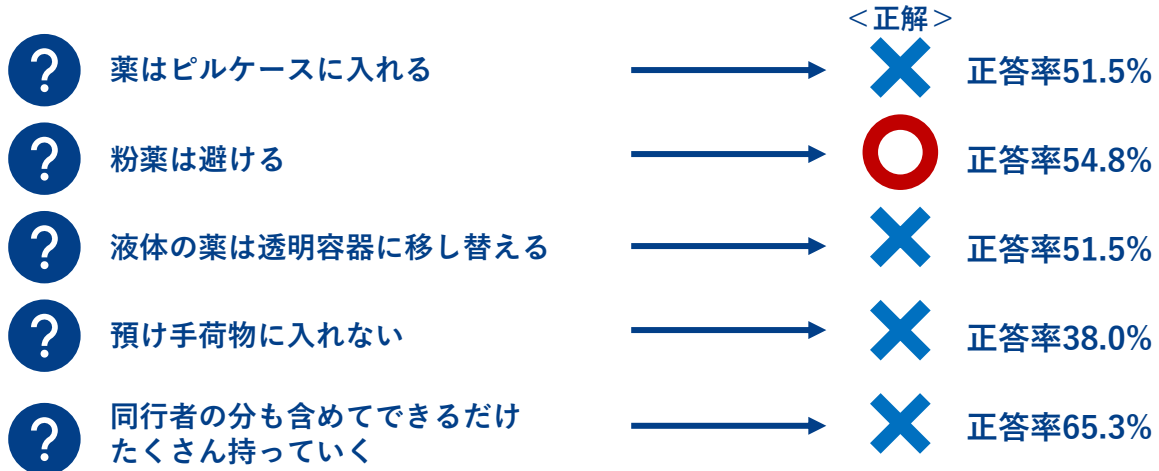 ＜正解＞
? 薬はピルケースに入れる 正答率51.5%
? 粉薬は避ける 正答率54.8%
? 液体の薬は透明容器に移し替える 正答率51.5%
? 預け手荷物に入れない 正答率38.0%
? 同行者の分も含めてできるだけ
たくさん持っていく 正答率65.3%